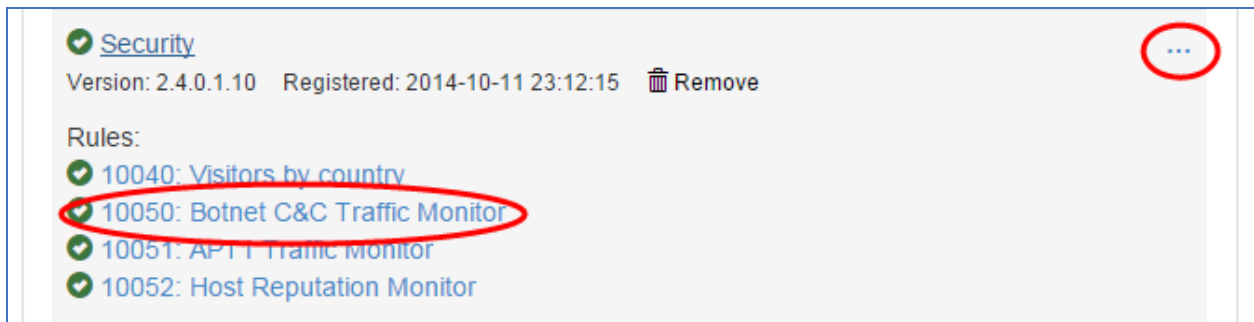 Security
...
Version: 2.4.0.1.10 Registered: 2014-10-11 23:12:15 Remove
Rules:
10040: Visitors by country
10050: Botnet C&C Traffic Monitor
10051: APT1 Traffic Monitor
10052: Host Reputation Monitor